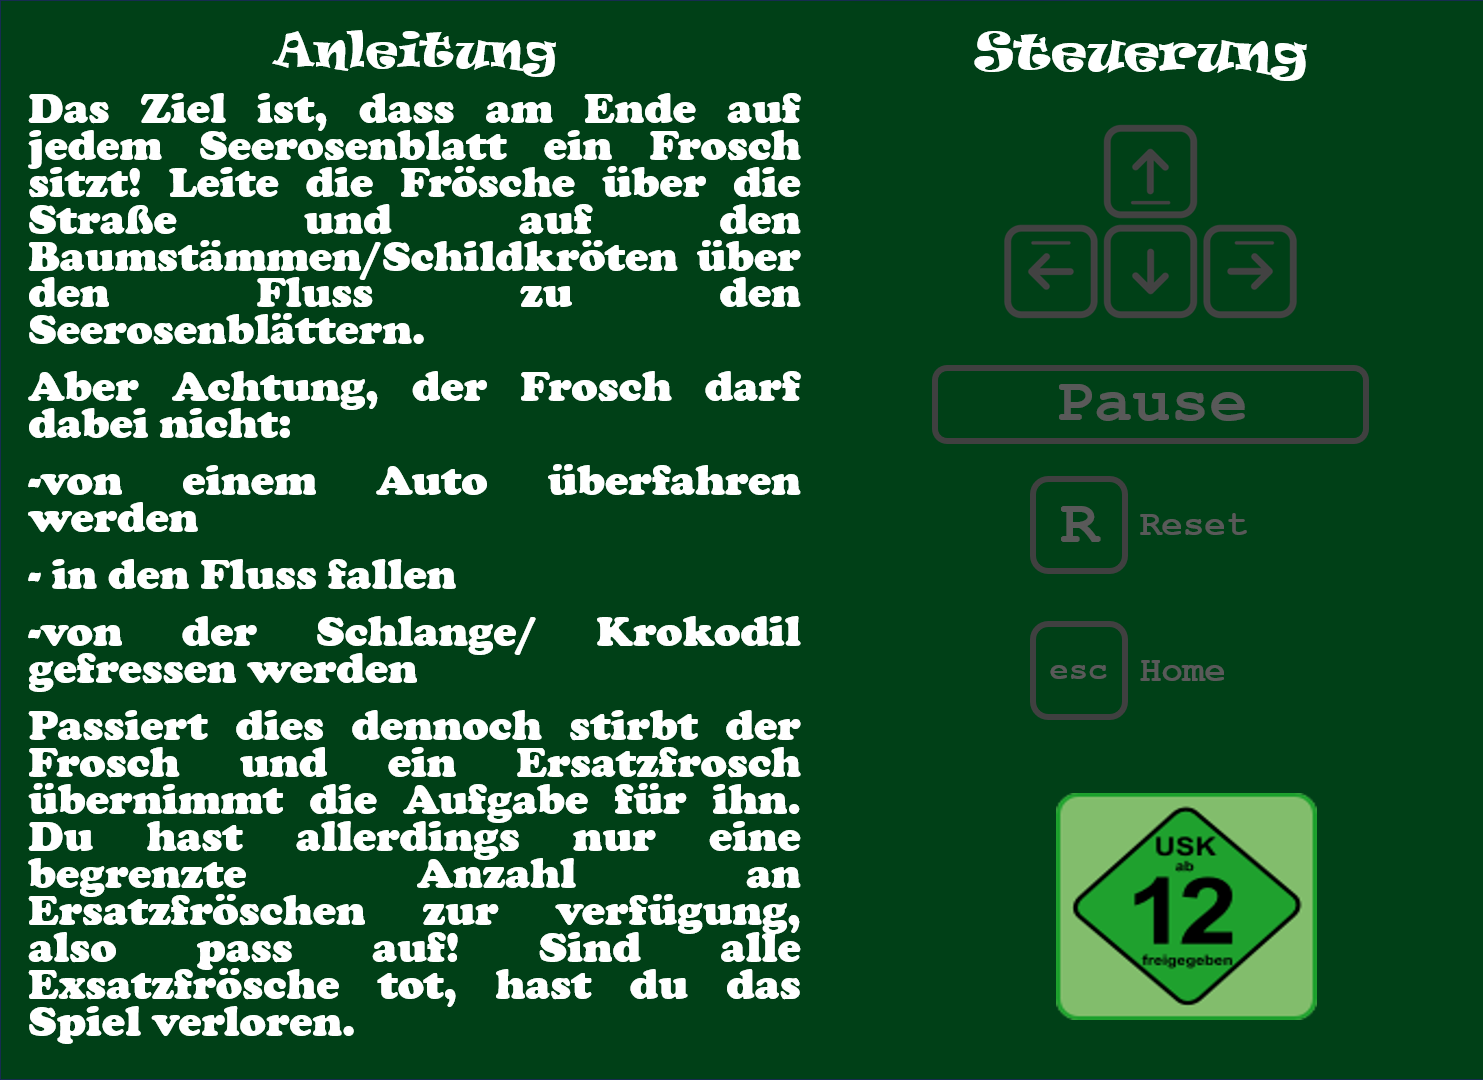 Anleitung
Das Ziel ist, dass am Ende auf
jedem Seerosenblatt ein Frosch
sitzt! Leite die Frösche über die
Straße und auf den
Baumstämmen/Schildkröten über
den Fluss zu den
Seerosenblättern.
Aber Achtung, der Frosch darf
dabei nicht:
-von einem Auto überfahren
werden
- in den Fluss fallen
-von der Schlange/ Krokodil
gefressen werden
Passiert dies dennoch stirbt der
Frosch und ein Ersatzfrosch
übernimmt die Aufgabe für ihn.
Du hast allerdings nur eine
begrenzte Anzahl an
Ersatzfröschen zur verfügung,
also pass auf! Sind alle
Exsatzfrösche tot, hast du das
Spiel verloren.
Steuerung
↑
← ↓ →
Pause
R Reset
esc Home
USK
ab
12
freigegeben